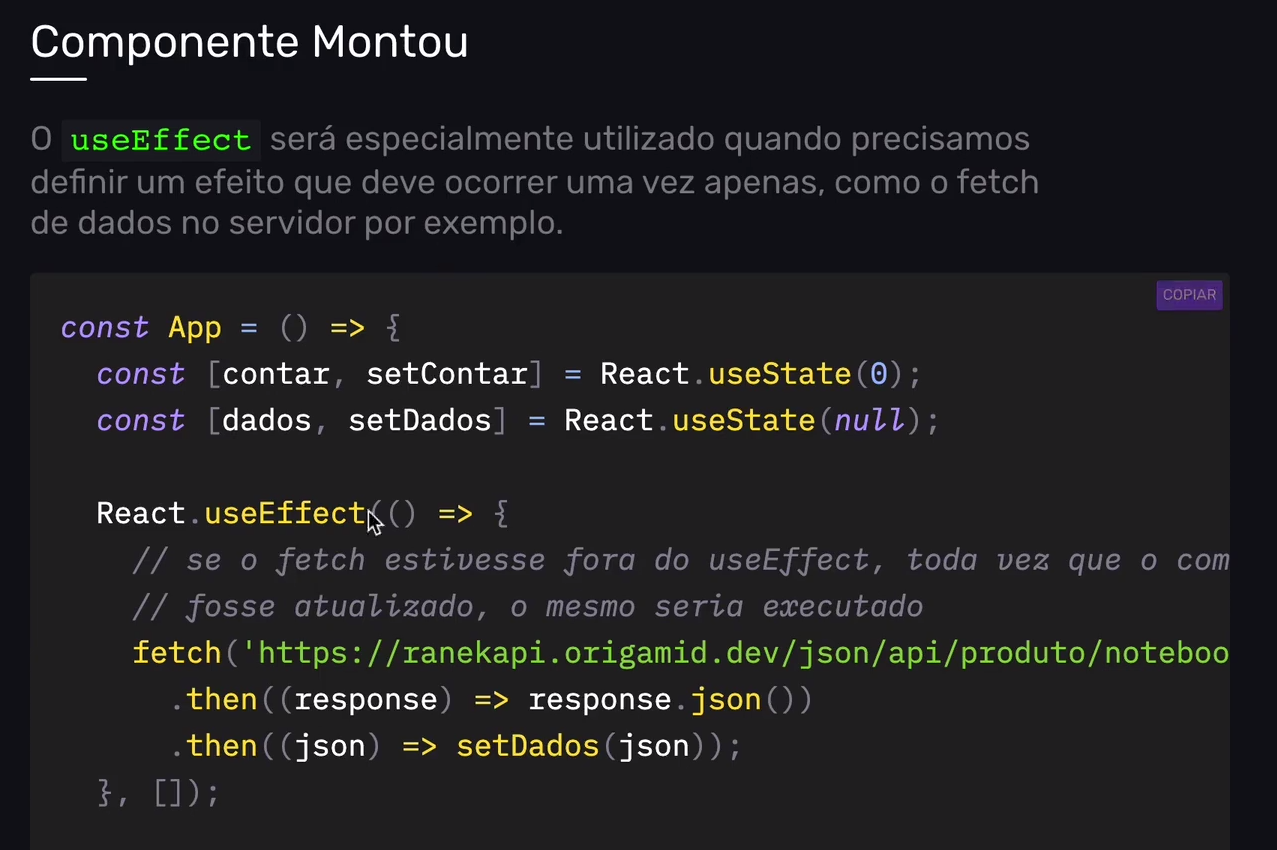 Componente Montou
O useEffect será especialmente utilizado quando precisamos
definir um efeito que deve ocorrer uma vez apenas, como o fetch
de dados no servidor por exemplo.
COPIAR
const App = () => {
  const [contar, setContar] = React.useState(0);
  const [dados, setDados] = React.useState(null);
  React.useEffect(() => {
    // se o fetch estivesse fora do useEffect, toda vez que o com
    // fosse atualizado, o mesmo seria executado
    fetch('https://ranekapi.origamid.dev/json/api/produto/noteboo
      .then((response) => response.json())
      .then((json) => setDados(json));
  }, []);